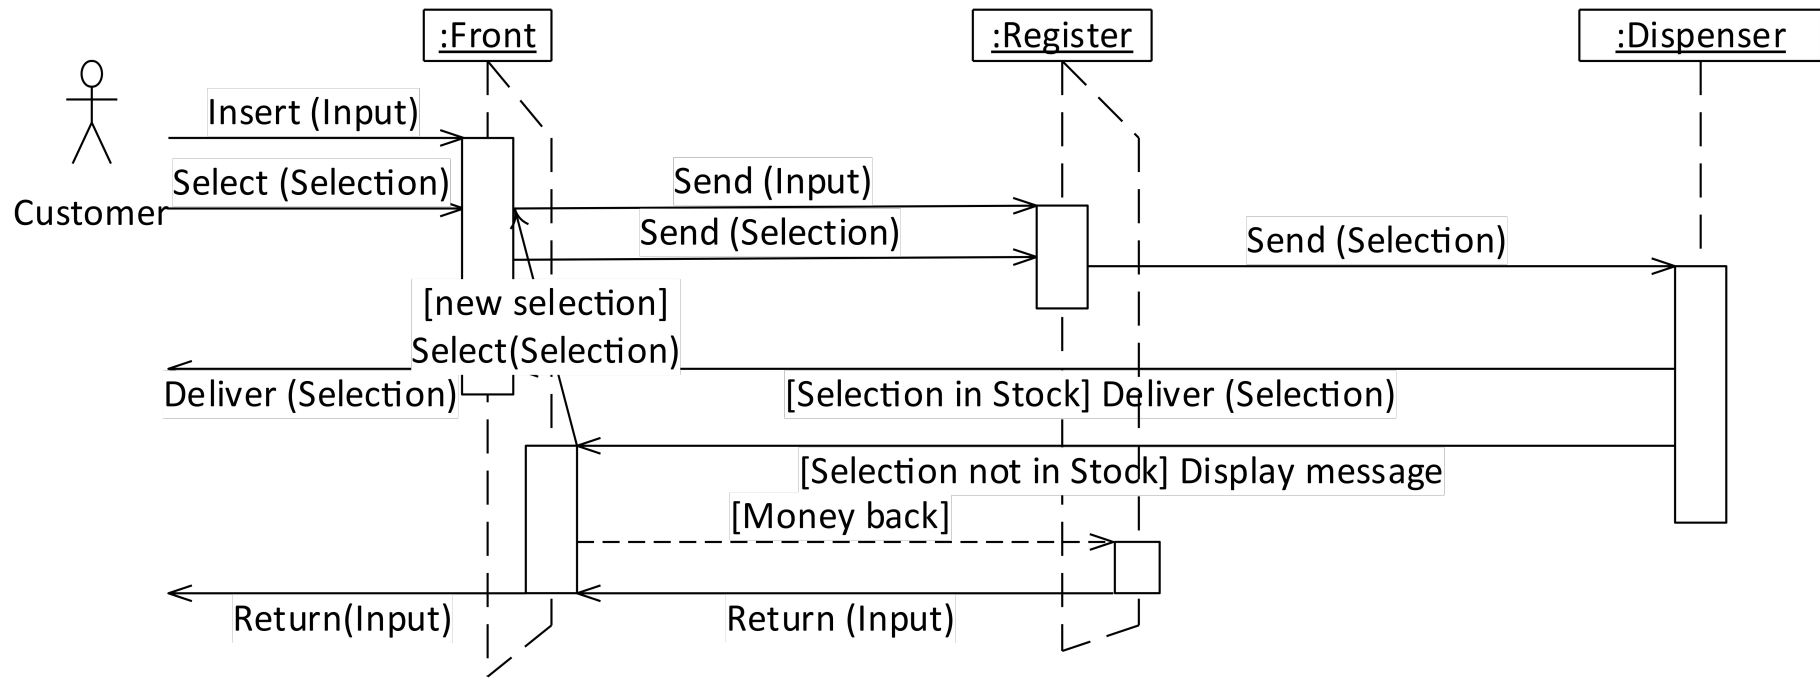 :Front
:Register
:Dispenser
Insert (Input)
Select (Selection)
Customer
Send (Input)
Send (Selection)
Send (Selection)
[new selection]
Select(Selection)
Deliver (Selection)
[Selection in Stock] Deliver (Selection)
[Selection not in Stock] Display message
[Money back]
Return(Input)
Return (Input)